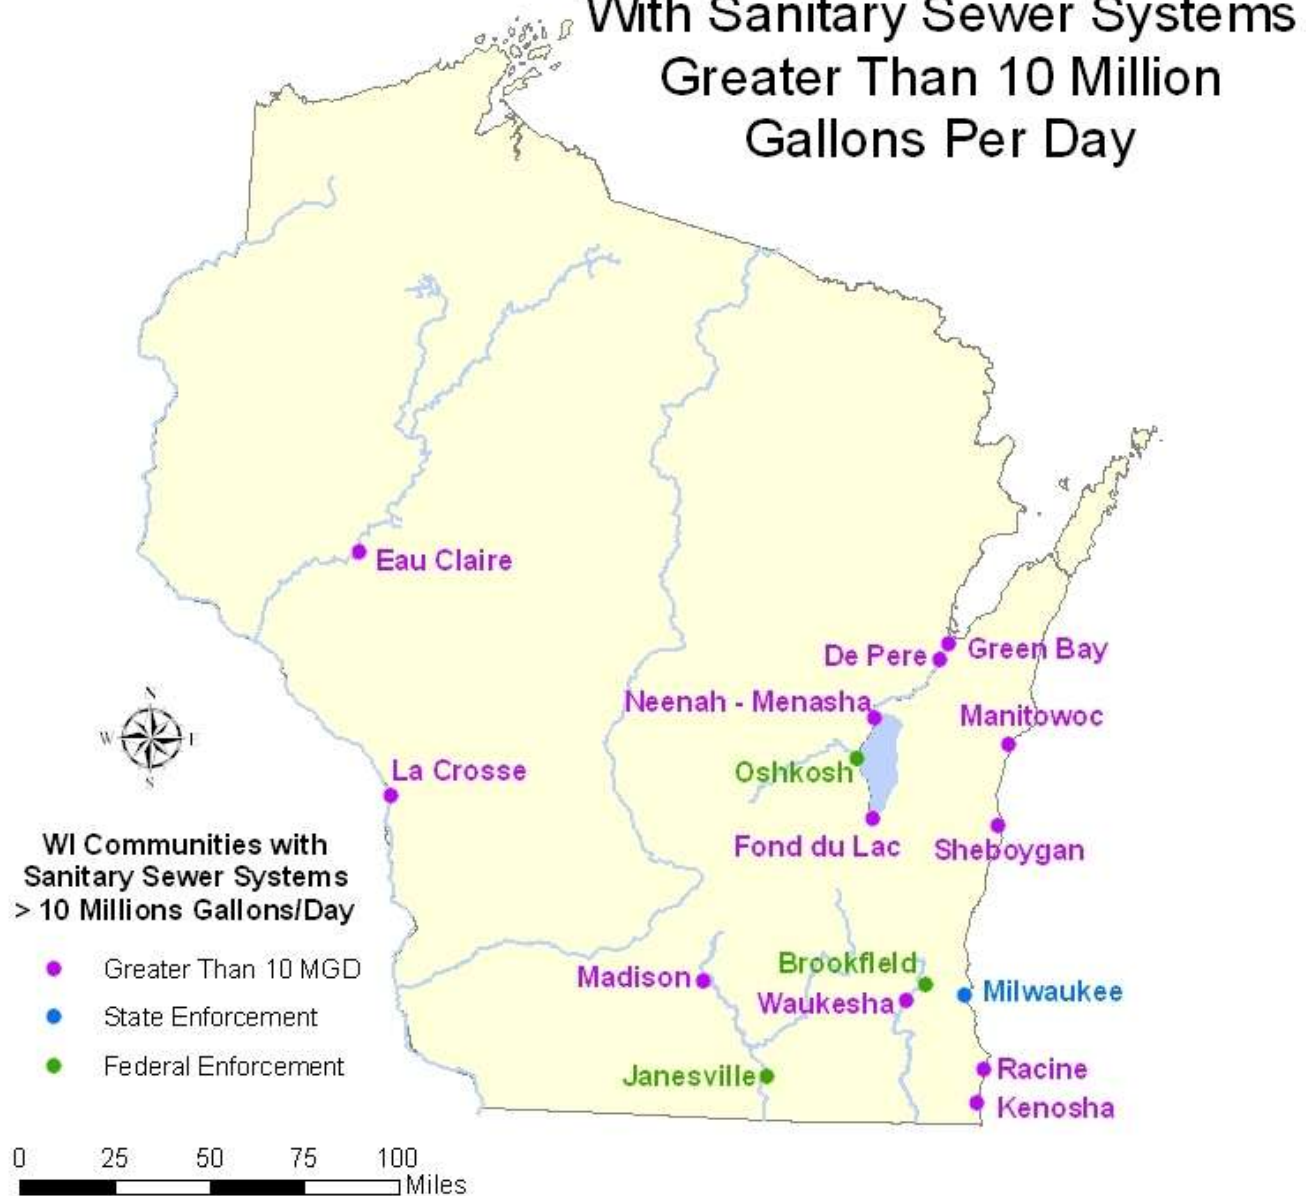 With Sanitary Sewer Systems
Greater Than 10 Million
Gallons Per Day
Eau Claire
De Pere
Green Bay
Neenah - Menasha
Manitowoc
Oshkosh
La Crosse
Fond du Lac
Sheboygan
N
W
E
S
WI Communities with
Sanitary Sewer Systems
> 10 Millions Gallons/Day
Greater Than 10 MGD
State Enforcement
Federal Enforcement
Madison
Brookfield
Waukesha
Milwaukee
Janesville
Racine
Kenosha
0 25 50 75 100
Miles